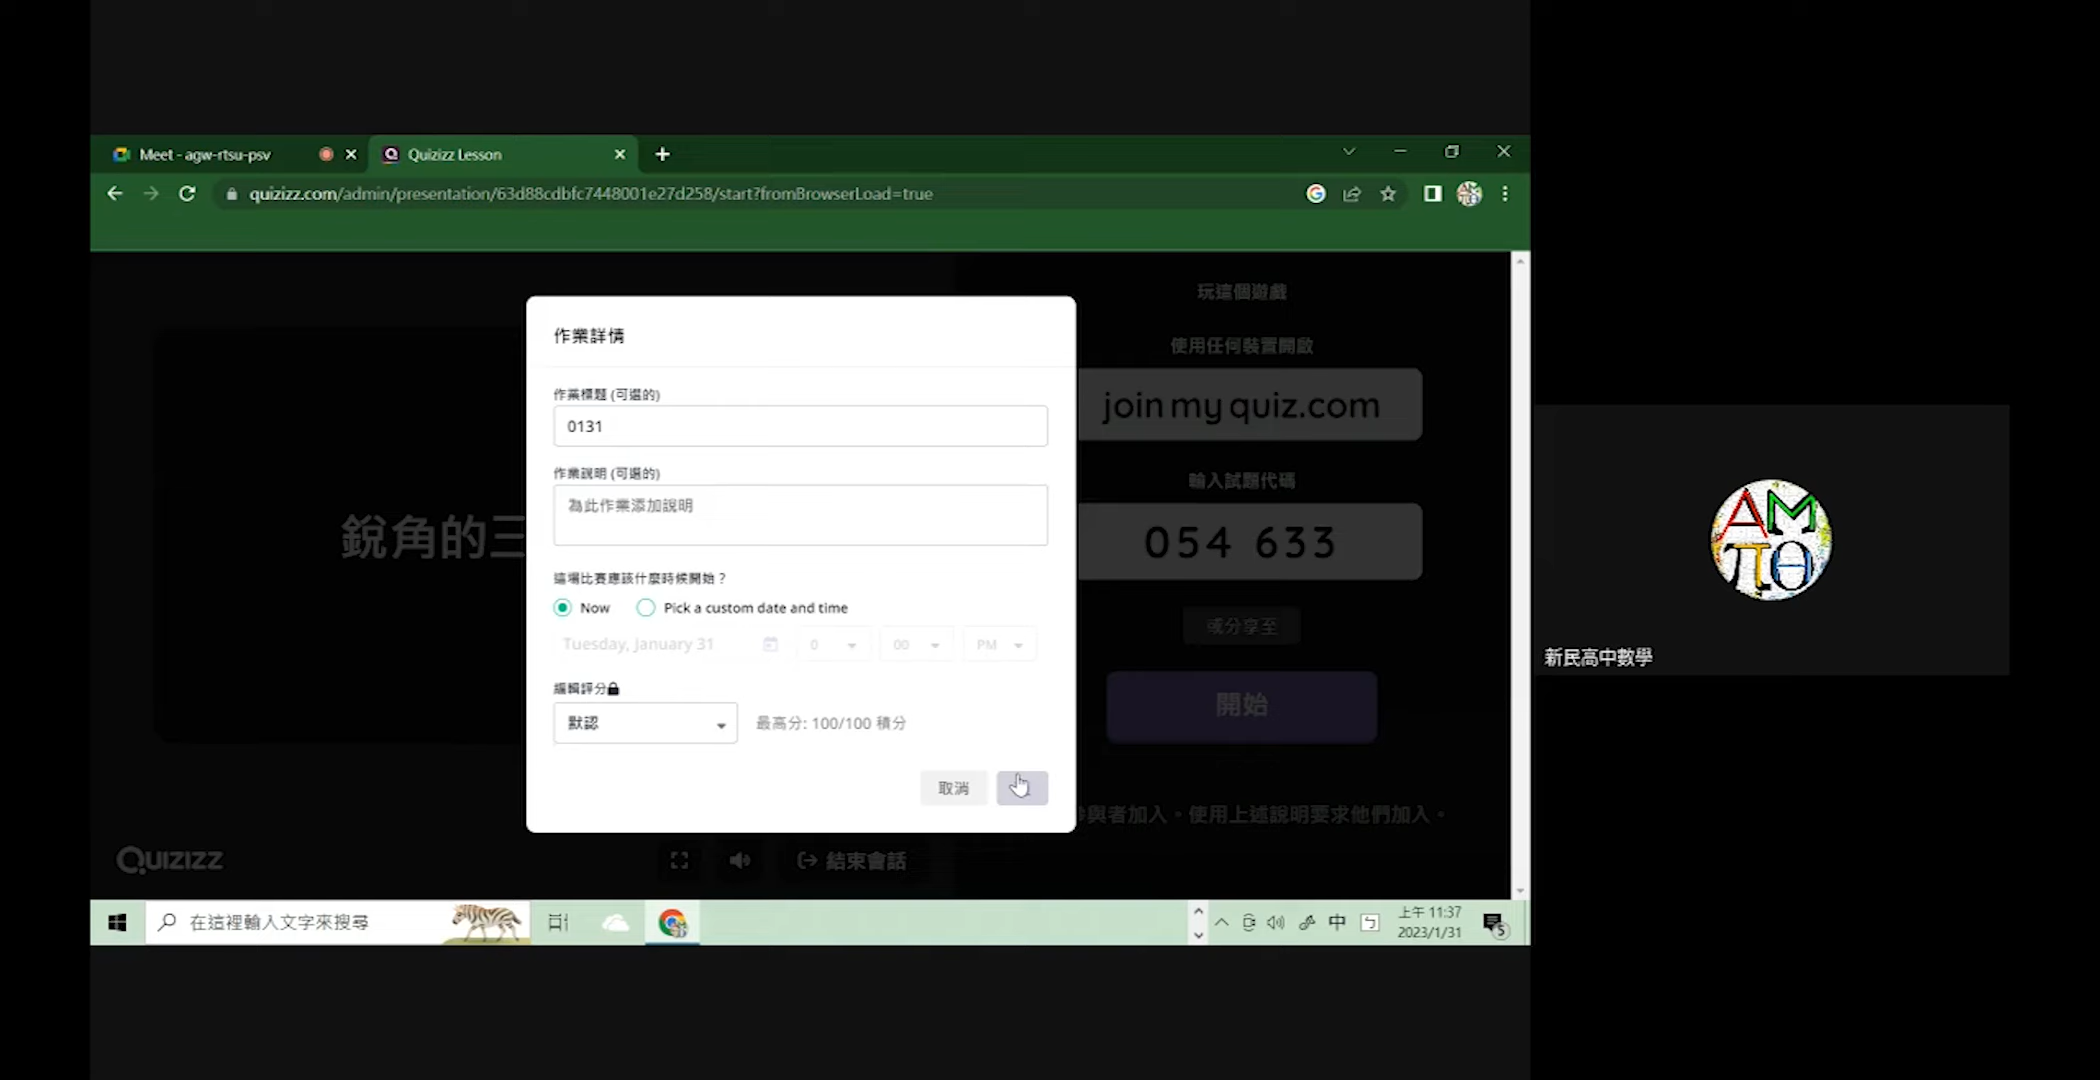 Meet - agw-rtsu-psv
Quizizz Lesson
quizizz.com/admin/presentation/63d88cdbfc7448001e27d258/start?fromBrowserLoad=true
作業詳情
作業標題 (可選的)
0131
作業說明 (可選的)
為此作業添加說明
這場比賽應該什麼時候開始？
Now
Pick a custom date and time
Tuesday, January 31
0
00
PM
編輯評分
默認
最高分: 100/100 積分
取消
銳角的三
玩這個遊戲
使用任何裝置開啟
joinmyquiz.com
輸入試題代碼
054 633
或分享至
開始
與者加入。使用上述說明要求他們加入。
QUIZIZZ
結束會話
新民高中數學
AM
πθ
在這裡輸入文字來搜尋
中
ㄅ
上午 11:37
2023/1/31
5